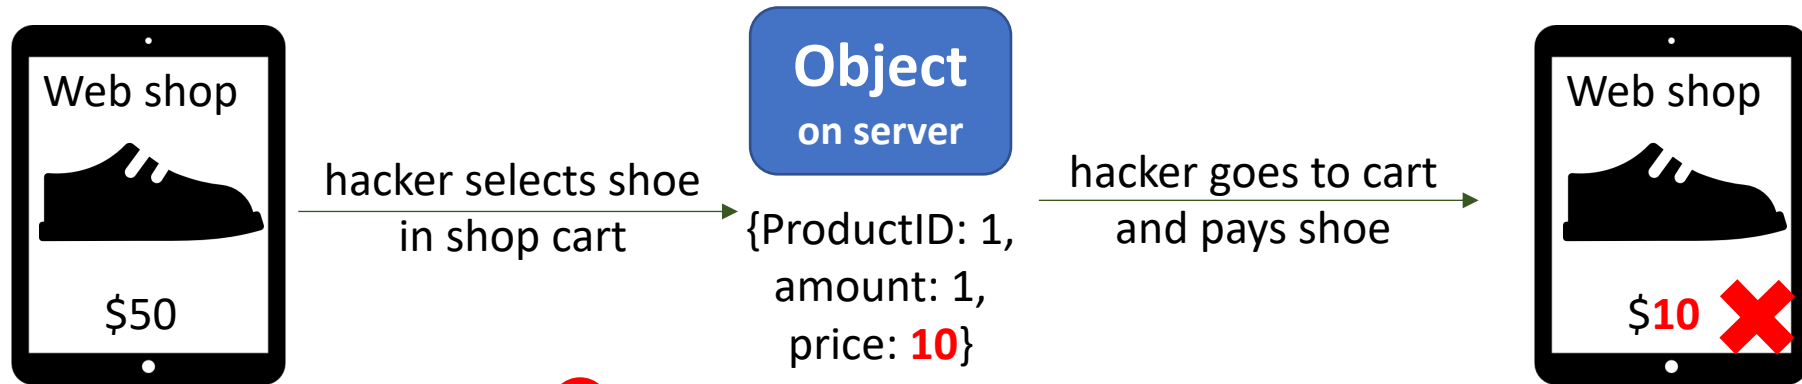 Web shop
$50
hacker selects shoe
in shop cart
Object
on server
{ProductID: 1,
amount: 1,
price: 10}
hacker goes to cart
and pays shoe
Web shop
$10